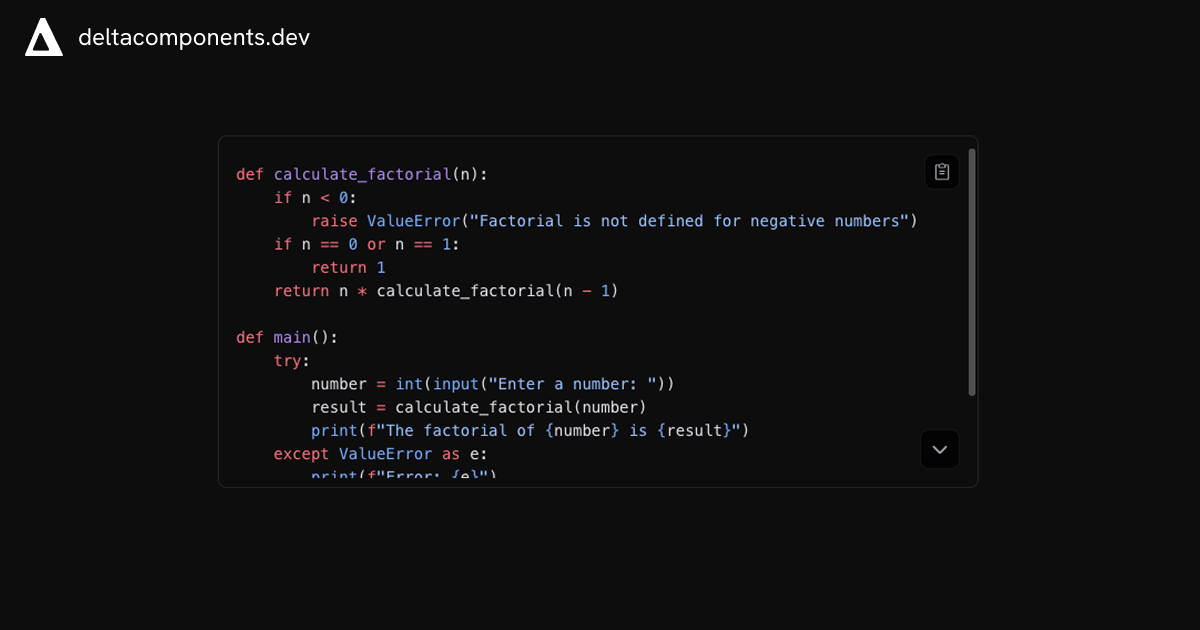 deltacomponents.dev
def calculate_factorial(n):
    if n < 0:
        raise ValueError("Factorial is not defined for negative numbers")
    if n == 0 or n == 1:
        return 1
    return n * calculate_factorial(n - 1)

def main():
    try:
        number = int(input("Enter a number: "))
        result = calculate_factorial(number)
        print(f"The factorial of {number} is {result}")
    except ValueError as e:
        print(f"Error: {e}")